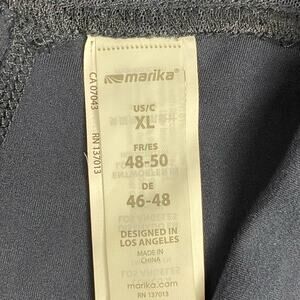 marika®
US/C
XL
FR/ES
48-50
DE
46-48
DESIGNED IN
LOS ANGELES
MADE IN
CHINA
marika.com
RN 137013
CA 07043 RN 137013